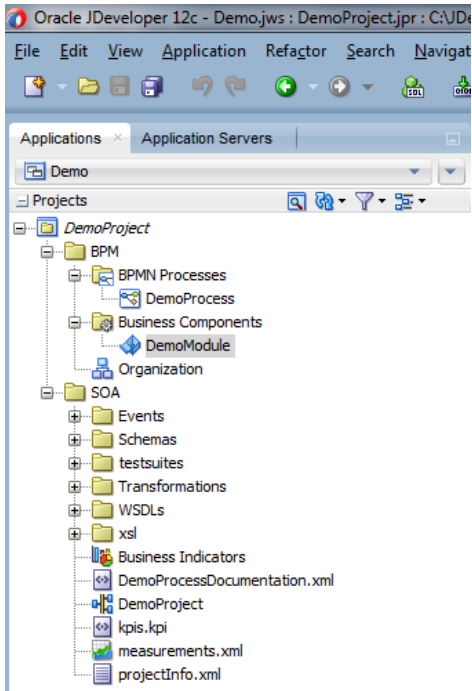 Oracle JDeveloper 12c - Demo.jws : DemoProject.jpr : C:\JDe
File Edit View Application Refactor Search Navigat
SQL
Applications × Application Servers
Demo
Projects
DemoProject
BPM
BPMN Processes
DemoProcess
Business Components
DemoModule
Organization
SOA
Events
Schemas
testsuites
Transformations
WSDLs
xsl
Business Indicators
DemoProcessDocumentation.xml
DemoProject
kpis.kpi
measurements.xml
projectInfo.xml